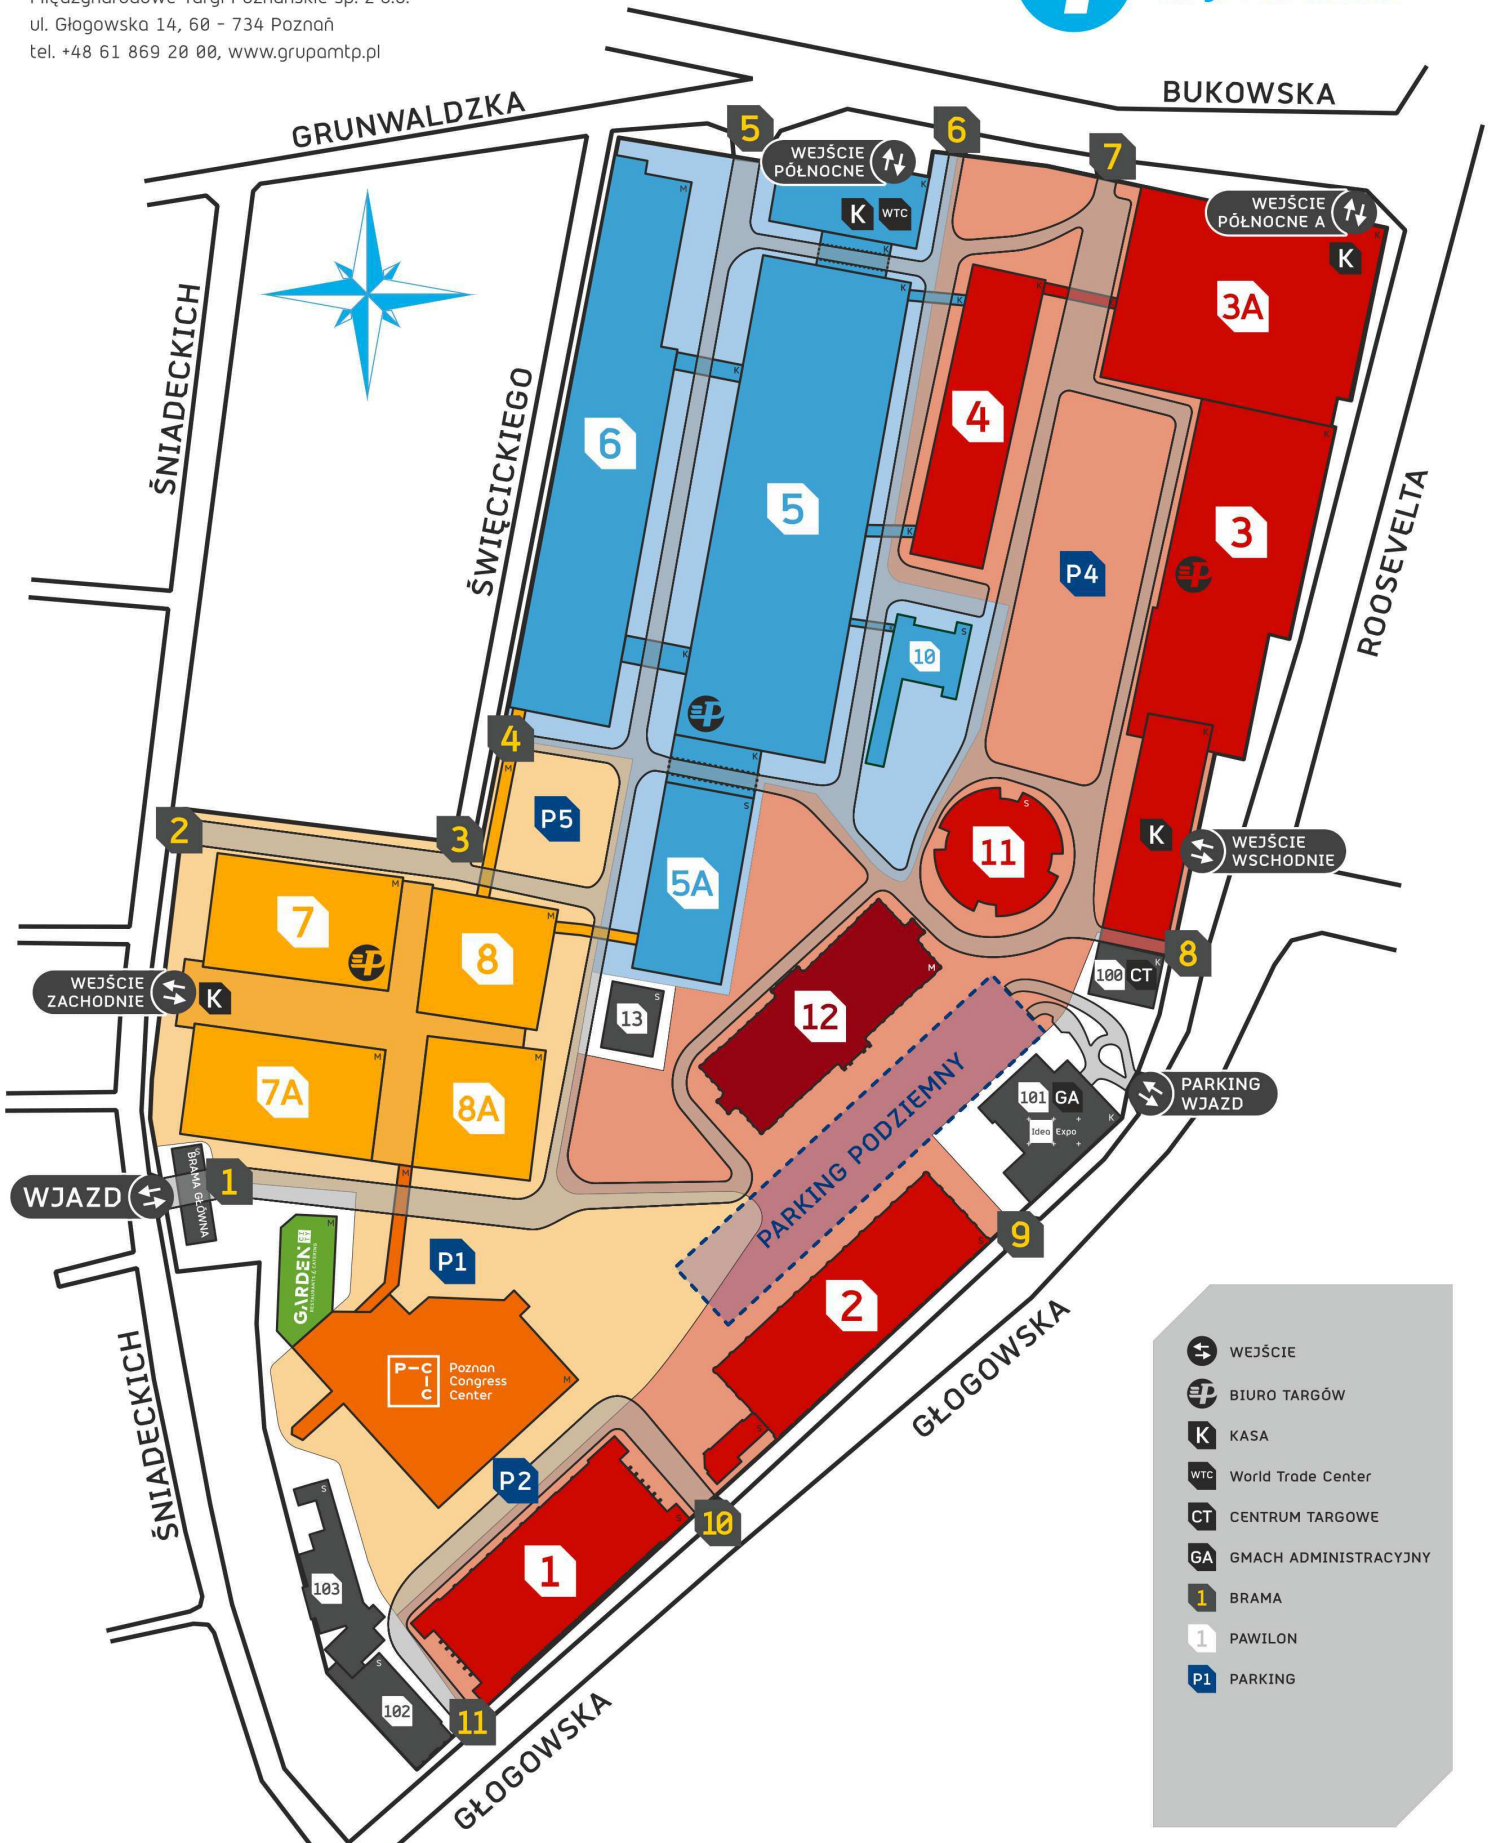 ul. Głogowska 14, 60 - 734 Poznań
tel. +48 61 869 20 00, www.grupamtp.pl
BUKOWSKA
GRUNWALDZKA
5
6
7
WEJŚCIE
PÓŁNOCNE
K
WTC
WEJŚCIE
PÓŁNOCNE A
K
3A
ŚNIADECKICH
ŚWIĘCICKIEGO
6
5
4
3
P4
ROOSEVELTA
10
4
P5
2
3
5A
11
K
WEJŚCIE
WSCHODNIE
7
8
8
WEJŚCIE
ZACHODNIE
K
13
12
100
CT
7A
8A
101
GA
Idea Expo
PARKING
WJAZD
PARKING PODZIEMNY
WJAZD
BRAMA GŁÓWNA
1
GARDEN
RESTAURANTS & CATERING
P1
9
2
P-C
I
C
Poznan
Congress
Center
GŁOGOWSKA
ŚNIADECKICH
P2
10
1
103
102
11
GŁOGOWSKA
WEJŚCIE
BIURO TARGÓW
K KASA
WTC World Trade Center
CT CENTRUM TARGOWE
GA GMACH ADMINISTRACYJNY
1 BRAMA
1 PAWILON
P1 PARKING